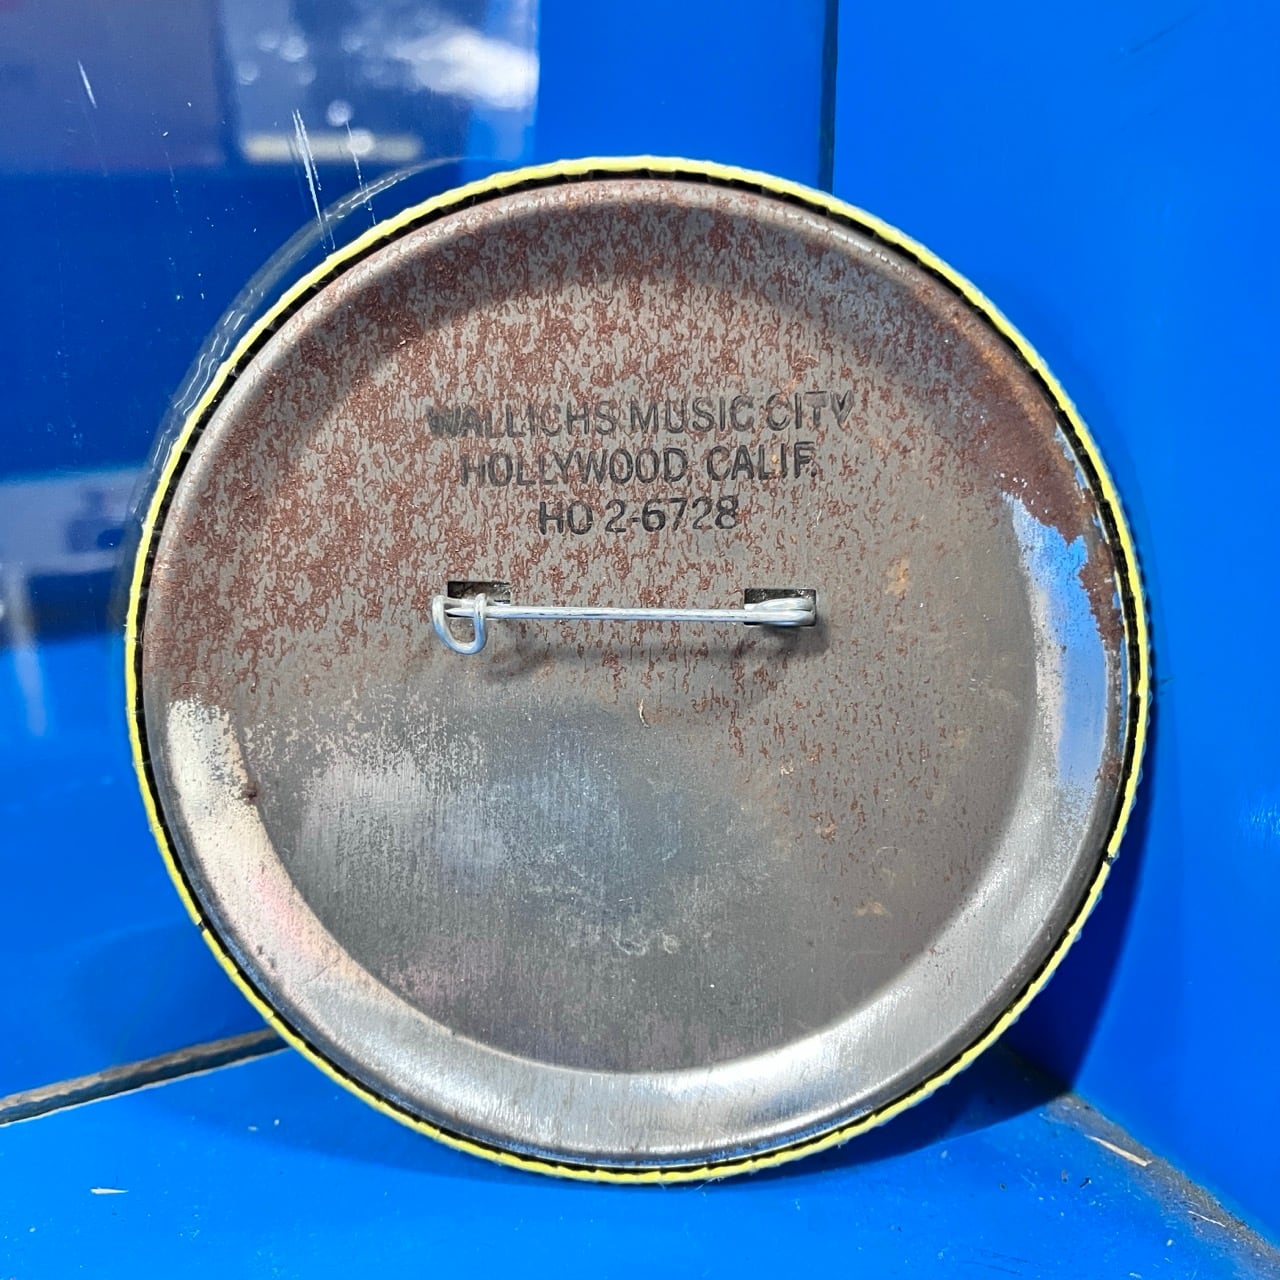 WALLICHS MUSIC CITY
HOLLYWOOD, CALIF.
HO 2-6728